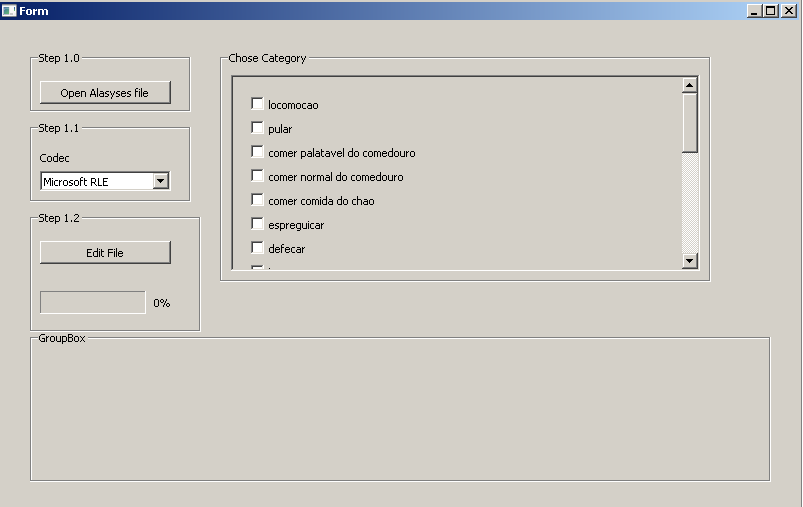 Form
Step 1.0
Open Alasyses file
Step 1.1
Codec
Microsoft RLE
Step 1.2
Edit File
0%
Chose Category
locomocao
pular
comer palatavel do comedouro
comer normal do comedouro
comer comida do chao
espreguicar
defecar
GroupBox